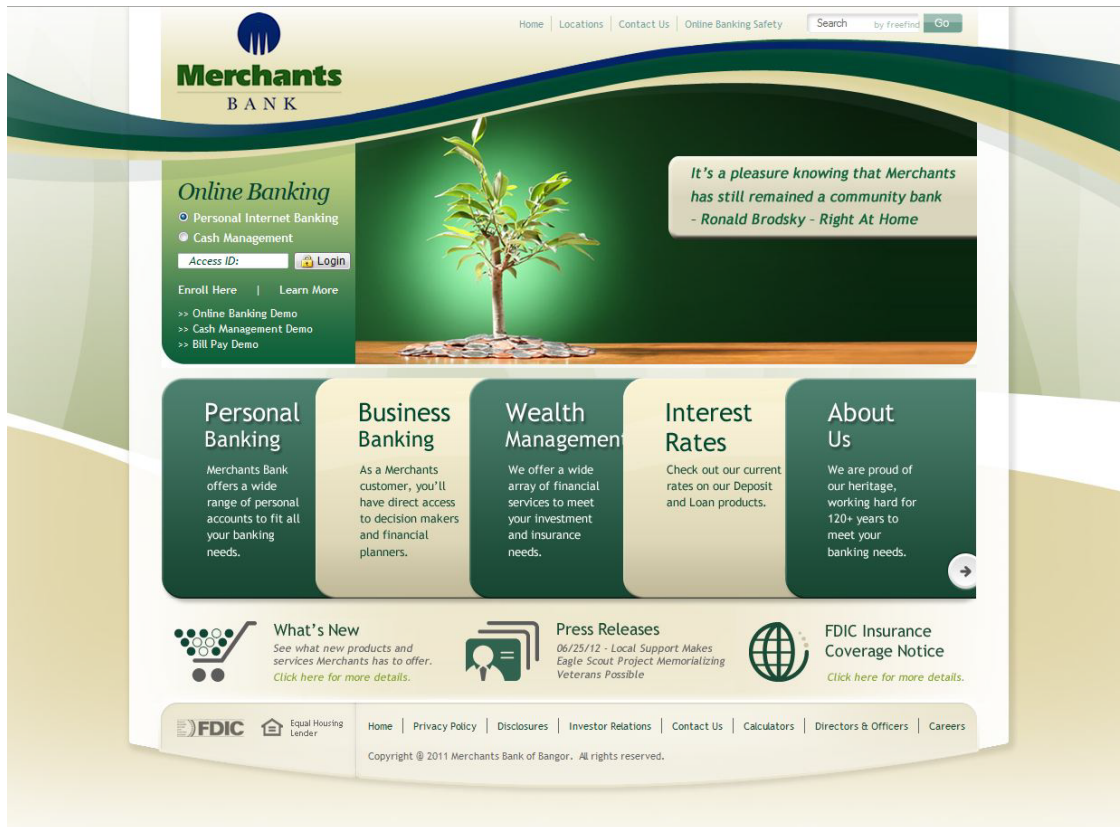 Home
Locations
Contact Us
Online Banking Safety
Search
by freefind
Go
Merchants
BANK
Online Banking
Personal Internet Banking
Cash Management
Access ID:
Login
Enroll Here | Learn More
>> Online Banking Demo
>> Cash Management Demo
>> Bill Pay Demo
It's a pleasure knowing that Merchants
has still remained a community bank
– Ronald Brodsky – Right At Home
Personal
Banking
Merchants Bank
offers a wide
range of personal
accounts to fit all
your banking
needs.
Business
Banking
As a Merchants
customer, you'll
have direct access
to decision makers
and financial
planners.
Wealth
Management
We offer a wide
array of financial
services to meet
your investment
and insurance
needs.
Interest
Rates
Check out our current
rates on our Deposit
and Loan products.
About
Us
We are proud of
our heritage,
working hard for
120+ years to
meet your
banking needs.
What's New
See what new products and
services Merchants has to offer.
Click here for more details.
Press Releases
06/25/12 - Local Support Makes
Eagle Scout Project Memorializing
Veterans Possible
FDIC Insurance
Coverage Notice
Click here for more details.
FDIC
Equal Housing
Lender
Home | Privacy Policy | Disclosures | Investor Relations | Contact Us | Calculators | Directors & Officers | Careers
Copyright @ 2011 Merchants Bank of Bangor. All rights reserved.